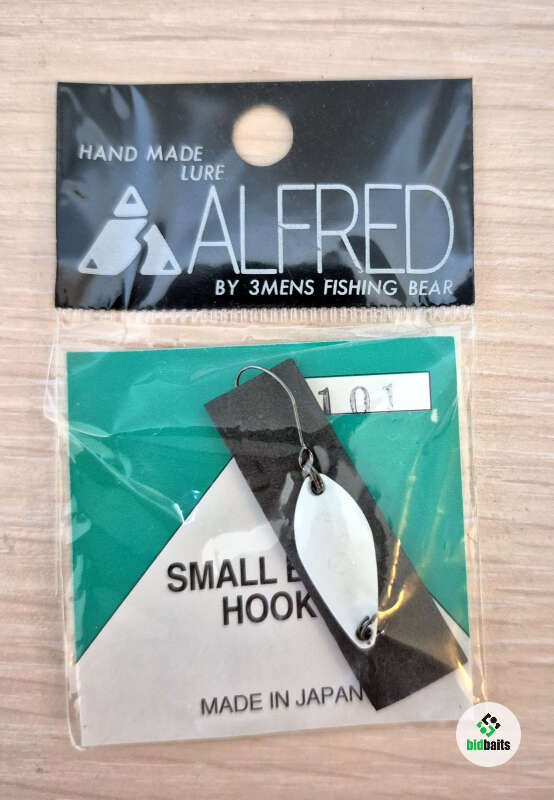 HAND MADE
LURE
ALFRED
BY 3MENS FISHING BEAR
101
SMALL
HOOK
MADE IN JAPAN
bidbaits